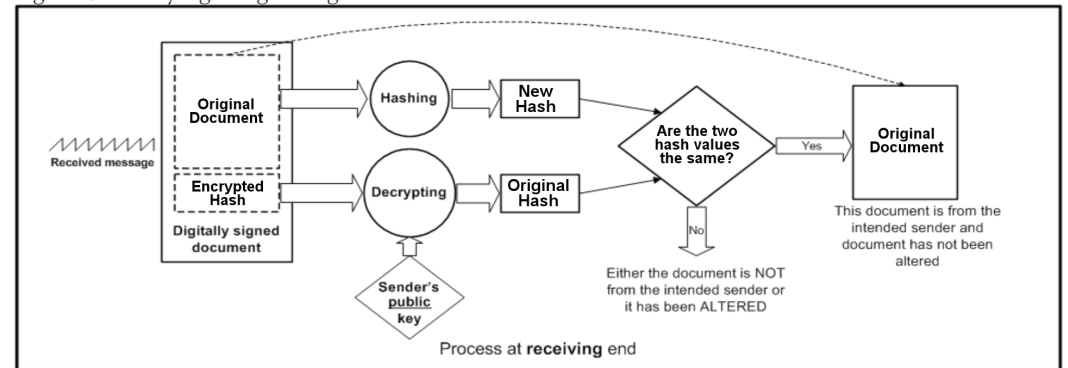 Received message
Original
Document
Encrypted
Hash
Digitally signed
document
Hashing
New
Hash
Decrypting
Original
Hash
Sender's
public
key
Are the two
hash values
the same?
Yes
No
Either the document is NOT
from the intended sender or
it has been ALTERED
Original
Document
This document is from the
intended sender and
document has not been
altered
Process at receiving end